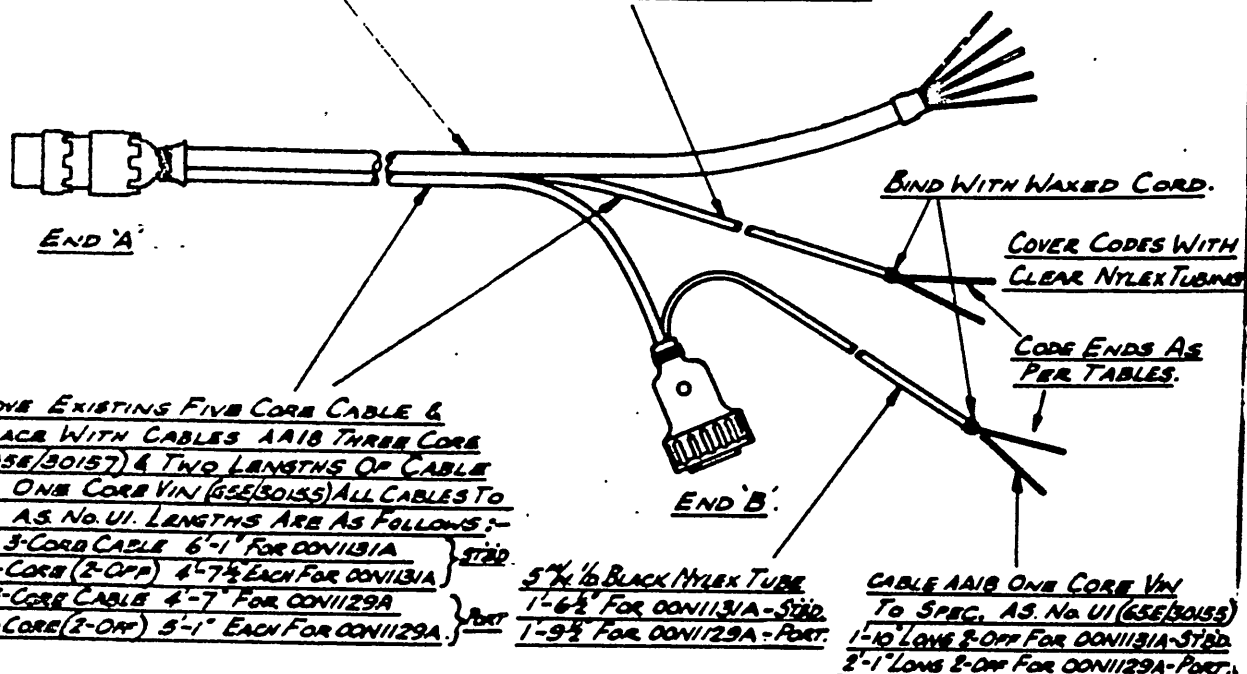 BIND WITH WAXED CORD.
END 'A'
COVER CODES WITH
CLEAR NYLEX TUBING
CODE ENDS AS
PER TABLES.
EXISTING FIVE CORE CABLE &
WITH CABLES AA18 THREE CORE
30157) & TWO LENGTHS OF CABLE
ONE CORE VIN (G5E/30155) ALL CABLES TO
AS. No. U1. LENGTHS ARE AS FOLLOWS:-
3-CORE CABLE 6'-1" FOR OON1131A
CORE (2-OFF) 4'-7½" EACH FOR OON1131A
STBD
CORE CABLE 4'-7" FOR OON1129A
CORE (2-OFF) 5'-1" EACH FOR OON1129A.
PORT
END 'B'.
BLACK NYLEX TUBE
1'-6½" FOR OON1131A-STBD.
1'-9½" FOR OON1129A-PORT.
CABLE AA18 ONE CORE VIN
TO SPEC. AS. No. U1 (G5E/30155)
1'-10" LONG 2-OFF FOR OON1131A-STBD.
2'-1" LONG 2-OFF FOR OON1129A-PORT.